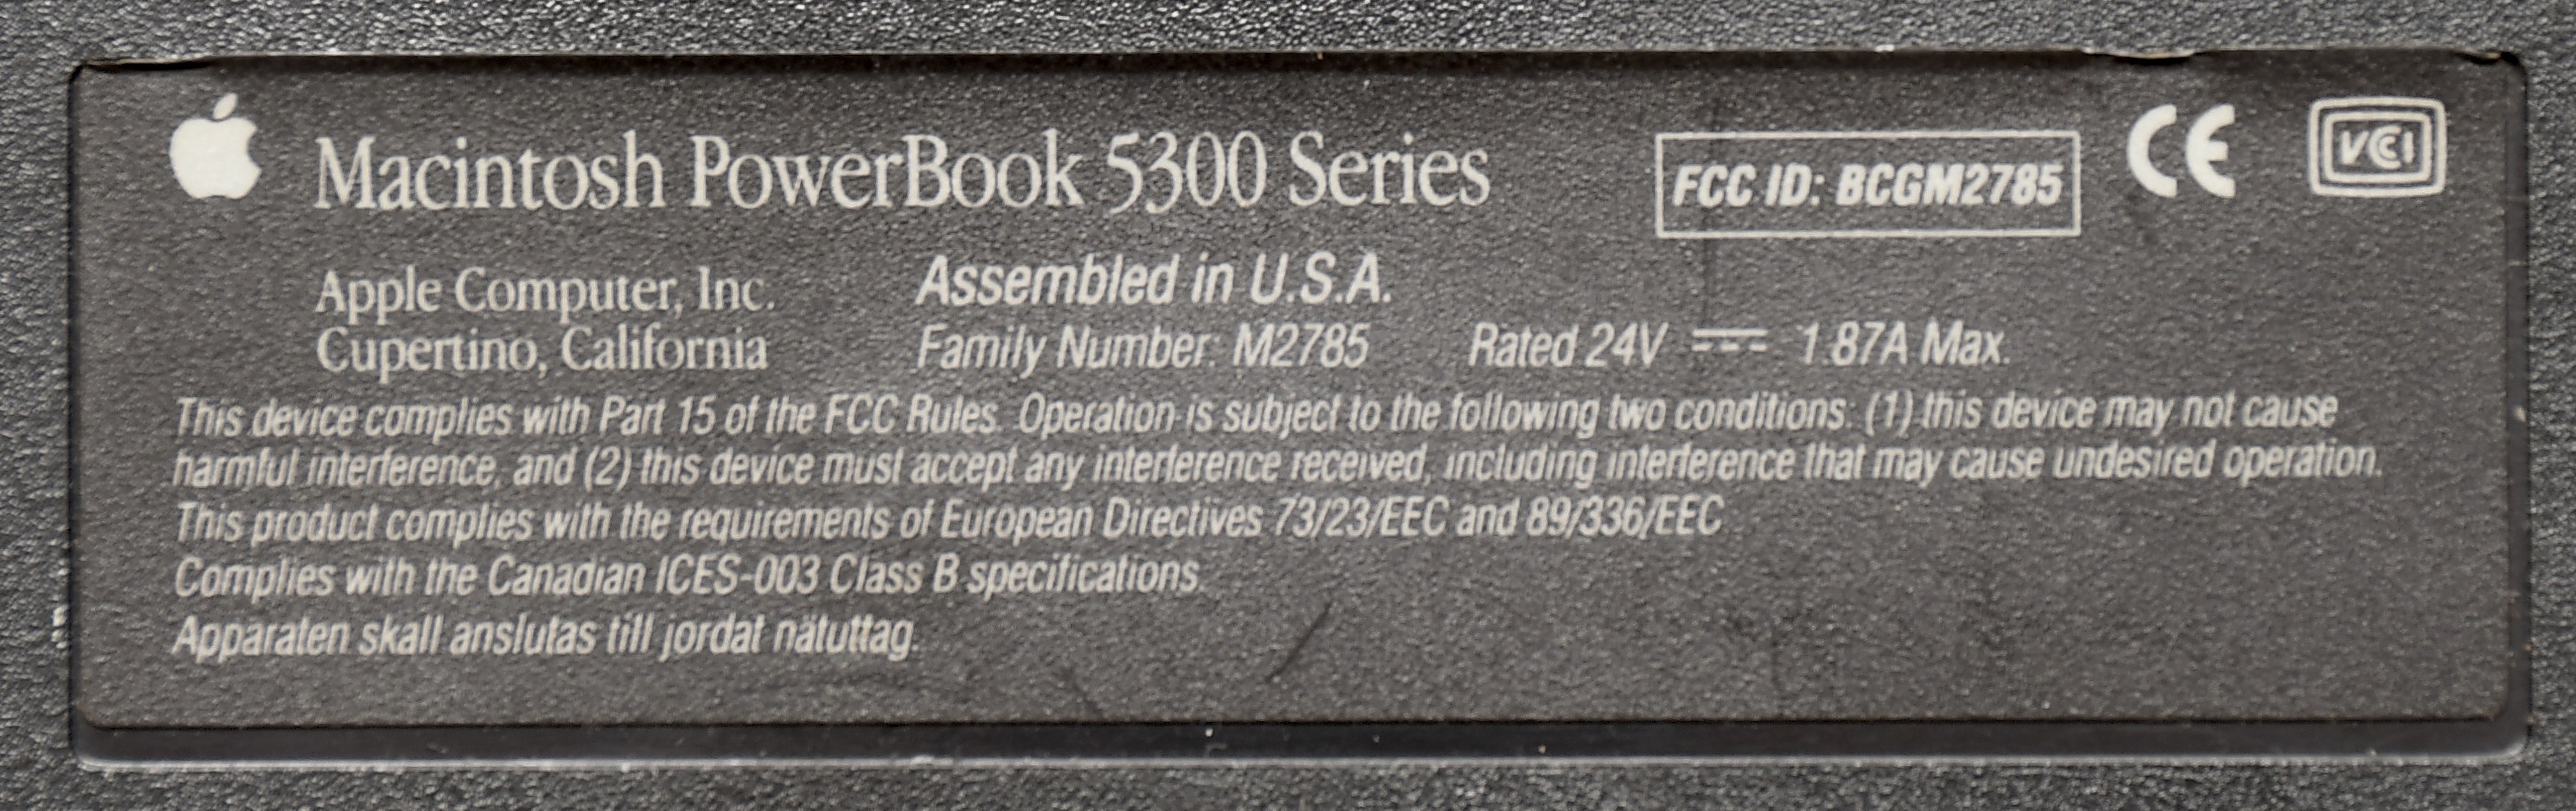 Macintosh PowerBook 5300 Series
FCC ID: BCGM2785
CE
VCCI
Apple Computer, Inc.
Cupertino, California
Assembled in U.S.A.
Family Number: M2785
Rated 24V ⎓ 1.87A Max.
This device complies with Part 15 of the FCC Rules. Operation is subject to the following two conditions: (1) this device may not cause
harmful interference, and (2) this device must accept any interference received, including interference that may cause undesired operation.
This product complies with the requirements of European Directives 73/23/EEC and 89/336/EEC
Complies with the Canadian ICES-003 Class B specifications.
Apparaten skall anslutas till jordat nätuttag.